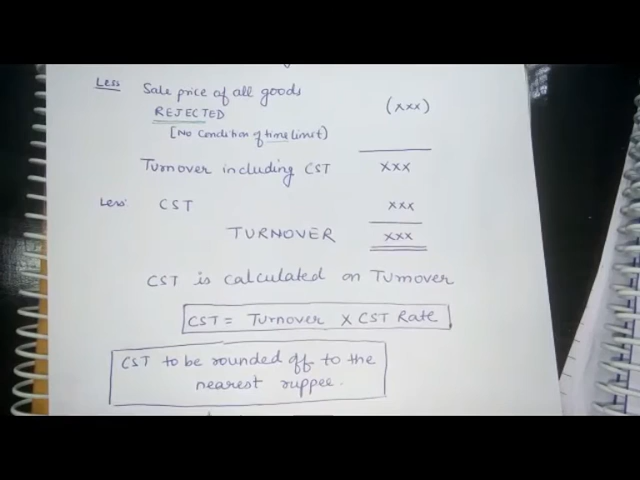 Less Sale price of all goods
REJECTED (xxx)
[No Condition of time limit)
Turnover including CST xxx
Less: CST xxx
TURNOVER xxx
CST is calculated on Turnover
CST = Turnover X CST Rate
CST to be rounded off to the
nearest ruppee.